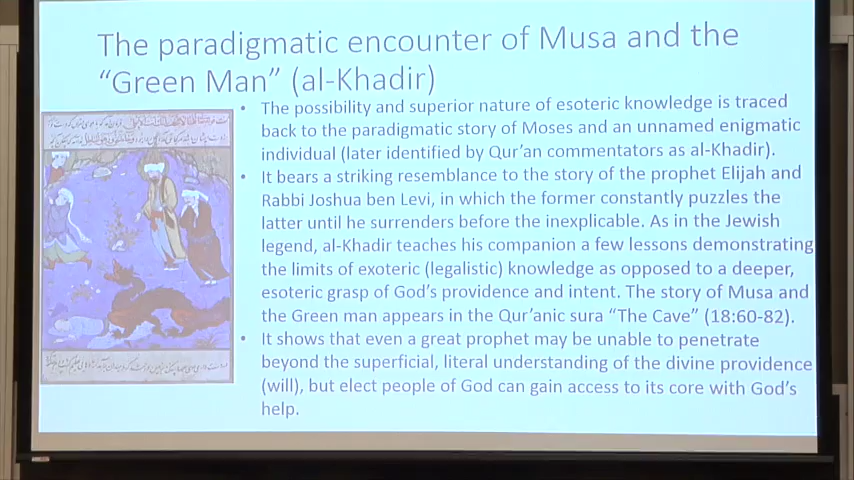 The paradigmatic encounter of Musa and the
“Green Man” (al-Khadir)
• The possibility and superior nature of esoteric knowledge is traced
back to the paradigmatic story of Moses and an unnamed enigmatic
individual (later identified by Qur’an commentators as al-Khadir).
• It bears a striking resemblance to the story of the prophet Elijah and
Rabbi Joshua ben Levi, in which the former constantly puzzles the
latter until he surrenders before the inexplicable. As in the Jewish
legend, al-Khadir teaches his companion a few lessons demonstrating
the limits of exoteric (legalistic) knowledge as opposed to a deeper,
esoteric grasp of God’s providence and intent. The story of Musa and
the Green man appears in the Qur’anic sura “The Cave” (18:60-82).
• It shows that even a great prophet may be unable to penetrate
beyond the superficial, literal understanding of the divine providence
(will), but elect people of God can gain access to its core with God’s
help.